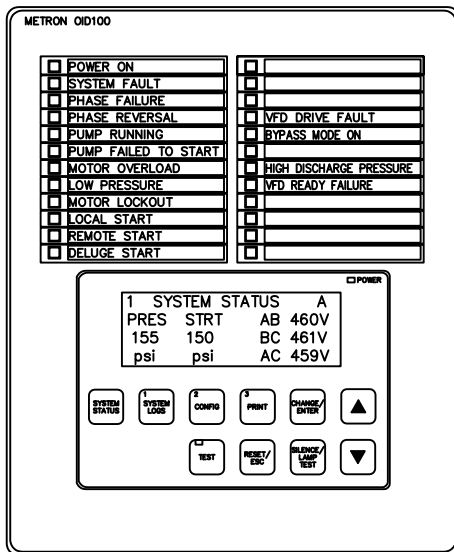 METRON OID100
POWER ON
SYSTEM FAULT
PHASE FAILURE
PHASE REVERSAL
PUMP RUNNING
PUMP FAILED TO START
MOTOR OVERLOAD
LOW PRESSURE
MOTOR LOCKOUT
LOCAL START
REMOTE START
DELUGE START
VFD DRIVE FAULT
BYPASS MODE ON
HIGH DISCHARGE PRESSURE
VFD READY FAILURE
POWER
1 SYSTEM STATUS A
PRES STRT AB 460V
155 150 BC 461V
psi psi AC 459V
SYSTEM
STATUS
1
SYSTEM
LOGS
2
CONFIG
3
PRINT
CHANGE/
ENTER
TEST
RESET/
ESC
SILENCE/
LAMP
TEST